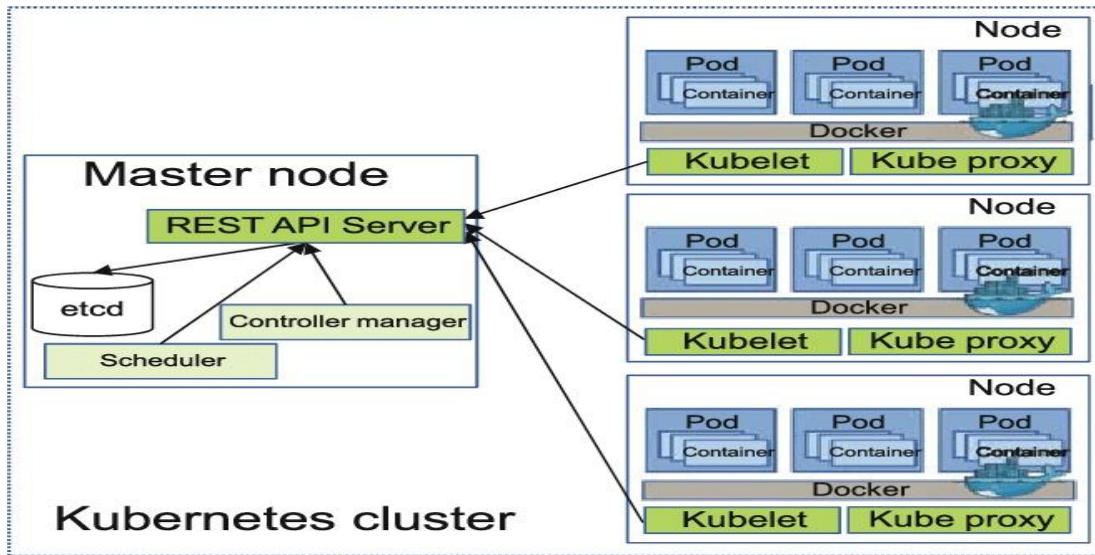 Master node
REST API Server
etcd
Controller manager
Scheduler
Kubernetes cluster
Node
Pod Pod Pod
Container Container Container
Docker
Kubelet Kube proxy
Node
Pod Pod Pod
Container Container Container
Docker
Kubelet Kube proxy
Node
Pod Pod Pod
Container Container Container
Docker
Kubelet Kube proxy